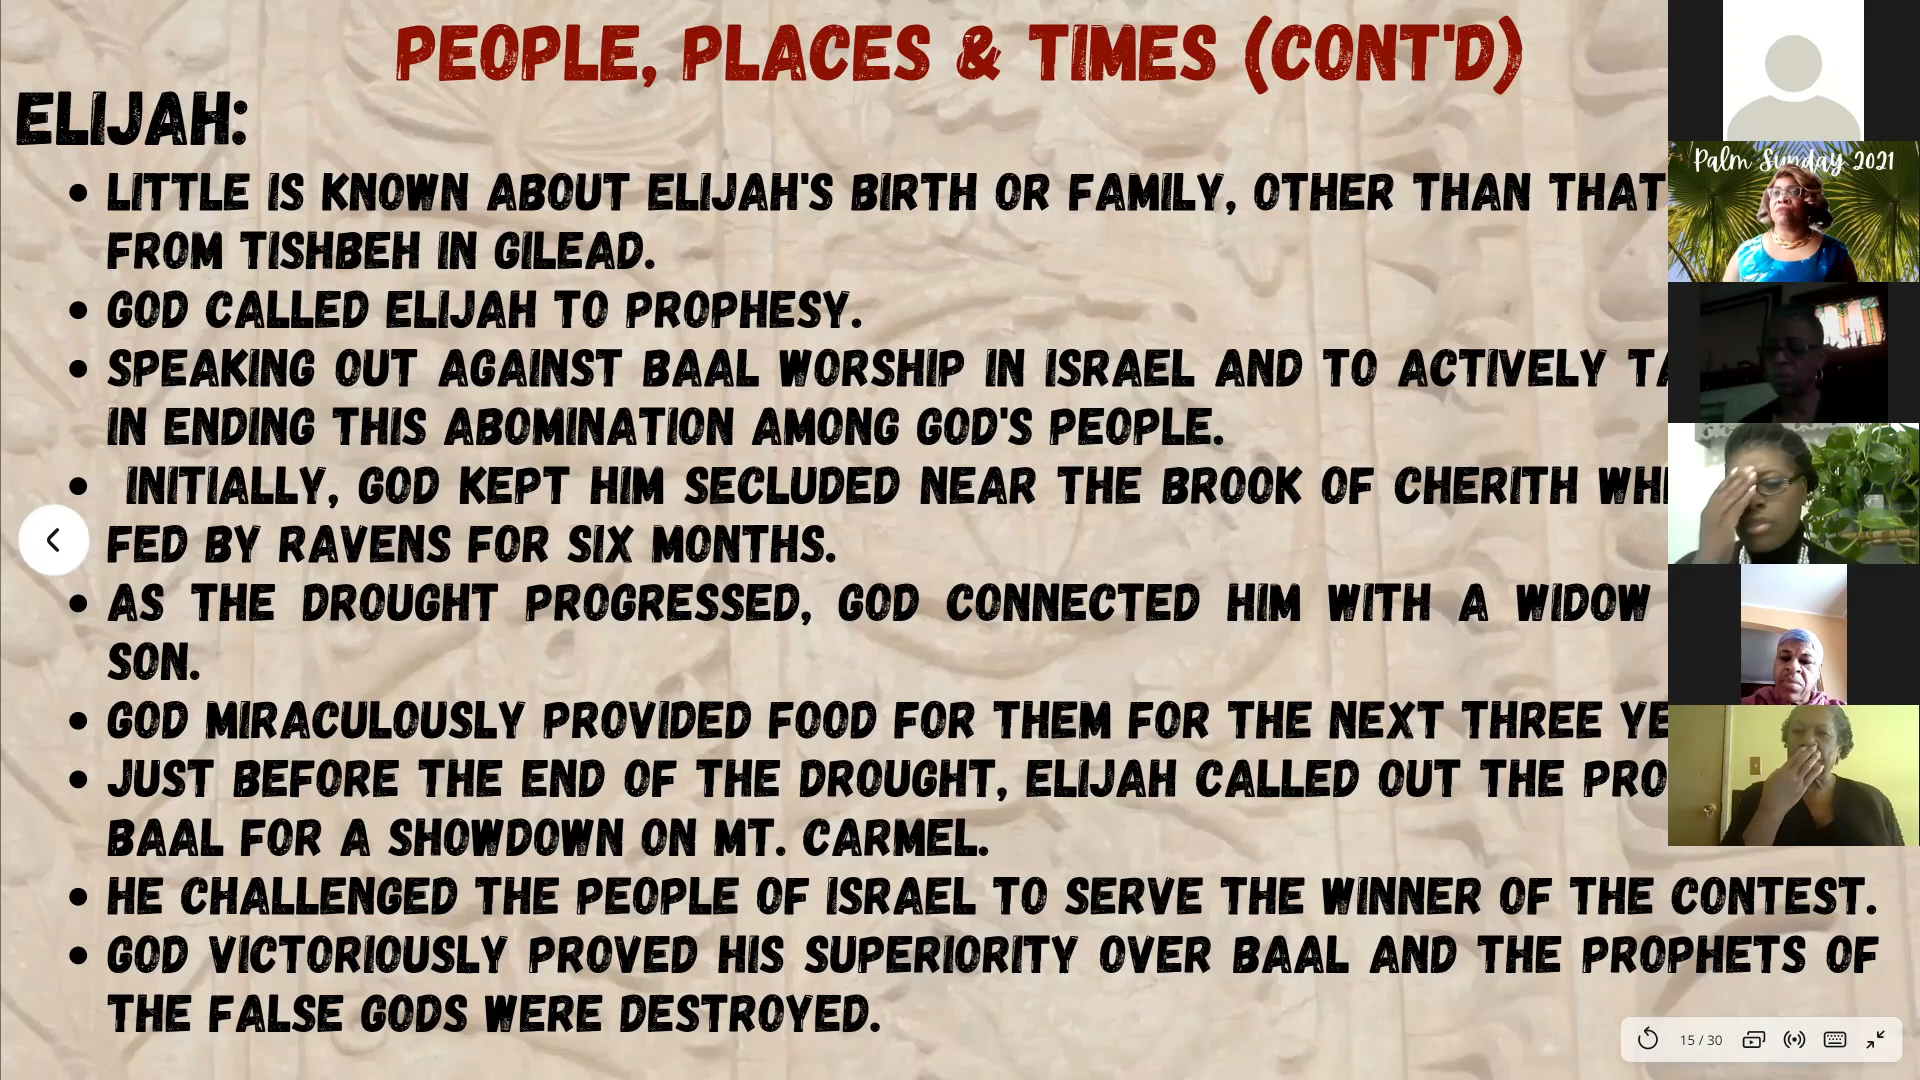 PEOPLE, PLACES & TIMES (CONT'D)
ELIJAH:
• LITTLE IS KNOWN ABOUT ELIJAH'S BIRTH OR FAMILY, OTHER THAN THAT
FROM TISHBEH IN GILEAD.
• GOD CALLED ELIJAH TO PROPHESY.
• SPEAKING OUT AGAINST BAAL WORSHIP IN ISRAEL AND TO ACTIVELY
IN ENDING THIS ABOMINATION AMONG GOD'S PEOPLE.
• INITIALLY, GOD KEPT HIM SECLUDED NEAR THE BROOK OF CHERITH
FED BY RAVENS FOR SIX MONTHS.
• AS THE DROUGHT PROGRESSED, GOD CONNECTED HIM WITH A WIDOW
SON.
• GOD MIRACULOUSLY PROVIDED FOOD FOR THEM FOR THE NEXT THREE
• JUST BEFORE THE END OF THE DROUGHT, ELIJAH CALLED OUT THE
BAAL FOR A SHOWDOWN ON MT. CARMEL.
• HE CHALLENGED THE PEOPLE OF ISRAEL TO SERVE THE WINNER OF THE CONTEST.
• GOD VICTORIOUSLY PROVED HIS SUPERIORITY OVER BAAL AND THE PROPHETS OF
THE FALSE GODS WERE DESTROYED.
Palm Sunday 2021
15 / 30